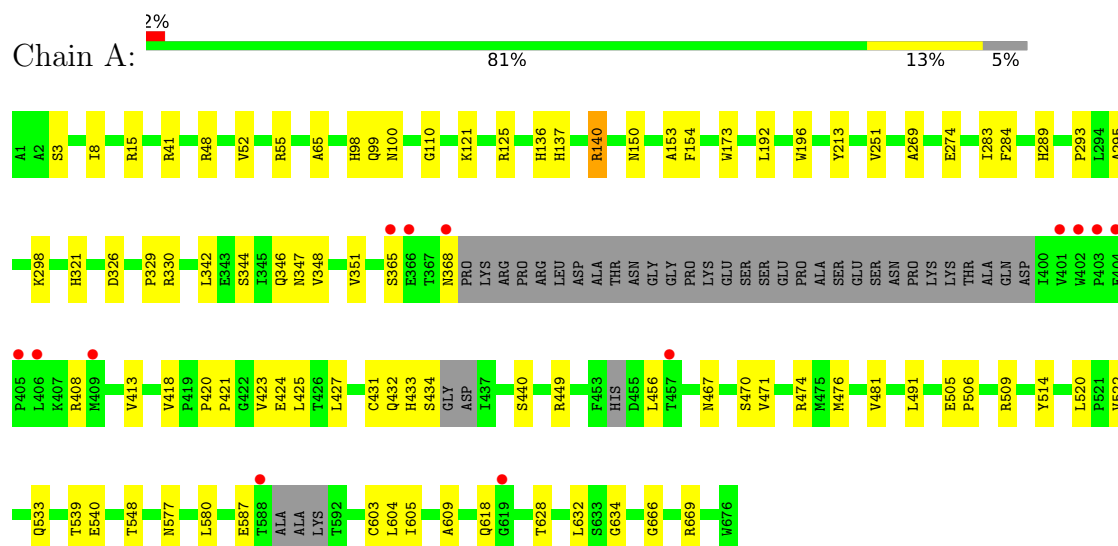 2%
Chain A:
81% 13% 5%
A1 A2 S3 I8 R15 R41 R48 V52 R55 A65 H98 Q99 N100 G110 K121 R125 H136 H137 R140 N150 A153 F154 W173 L192 W196 Y213 V251 A269 E274 I283 F284 H289 P293 L294 A295
K298 H321 D326 P329 R330 L342 E343 S344 I345 Q346 N347 V348 V351 S365 E366 T367 N368 PRO LYS ARG PRO ARG LEU ASP ALA THR ASN GLY GLY PRO LYS GLU SER SER GLU PRO ALA SER GLU SER ASN PRO LYS LYS THR ALA GLN ASP I400 V401 W402 P403 E404
P405 L406 K407 R408 M409 V413 V418 P419 P420 P421 G422 V423 E424 L425 T426 L427 C431 Q432 H433 S434 GLY ASP I437 S440 R449 F453 HIS D455 L456 T457 N467 S470 V471 R474 M475 M476 V481 L491 E505 P506 R509 Y514 L520 P521 V522
Q533 T539 E540 T548 N577 L580 E587 T588 ALA ALA LYS T592 C603 L604 I605 A609 Q618 G619 T628 L632 S633 G634 G666 R669 W676